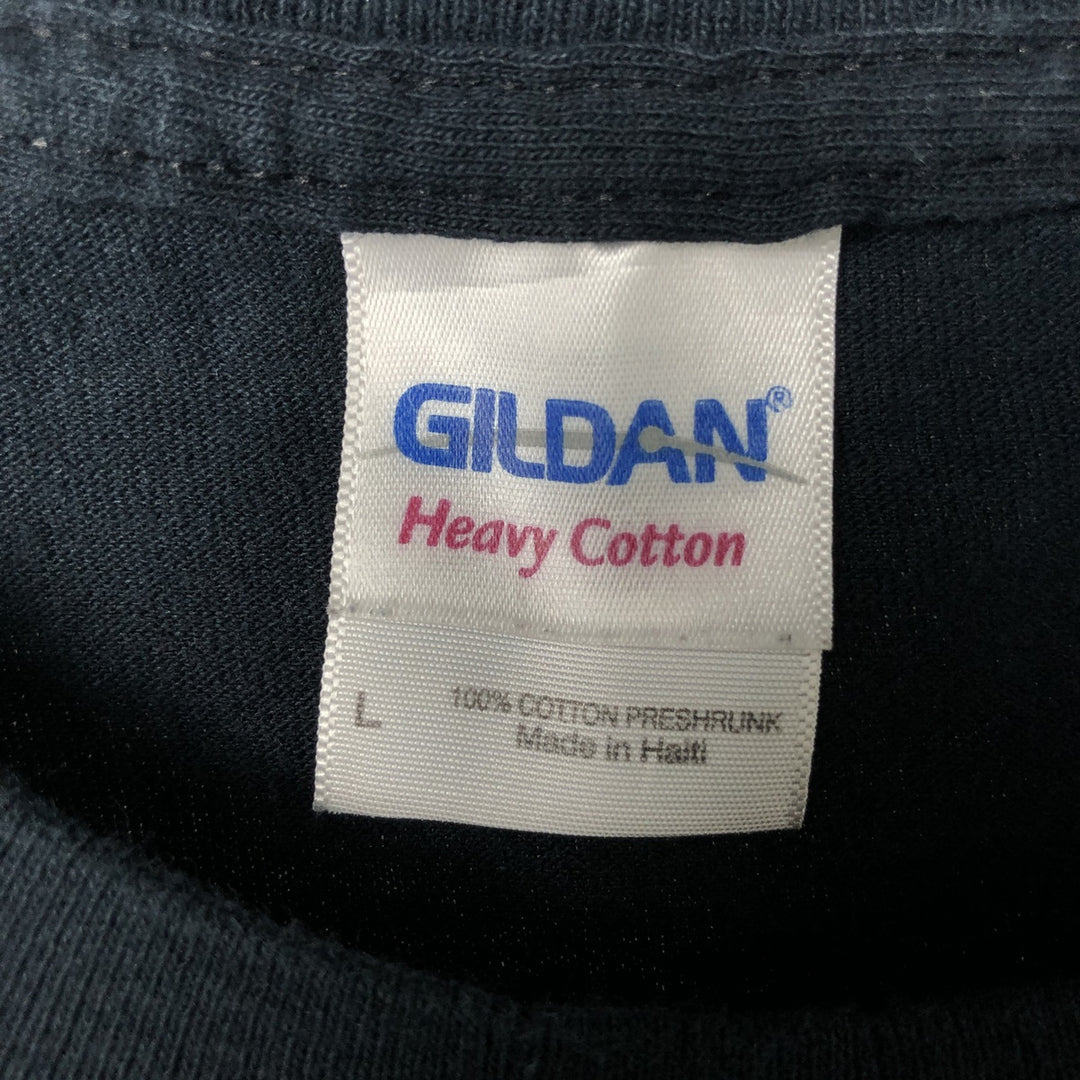 GILDAN®
Heavy Cotton
L
100% COTTON PRESHRUNK
Made in Haiti